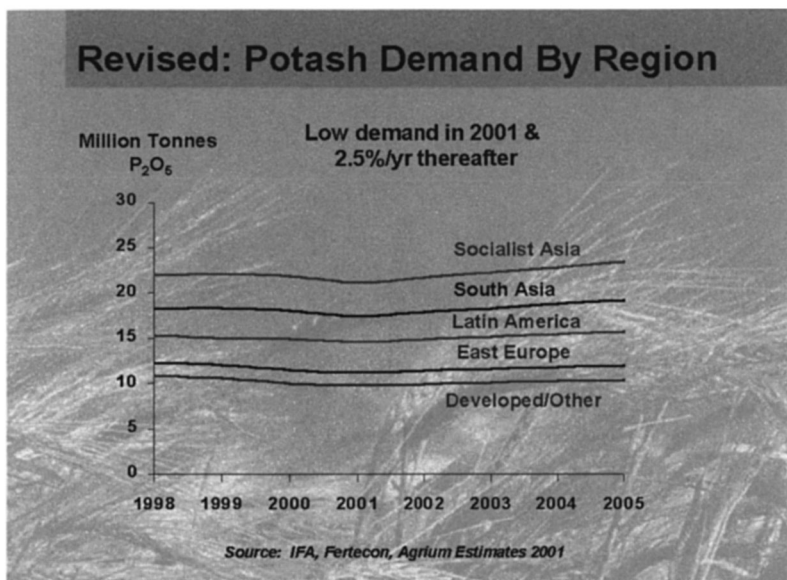 Revised: Potash Demand By Region
Low demand in 2001 &
2.5%/yr thereafter
Million Tonnes
P₂O₅
30
25
20
15
10
5
0
Socialist Asia
South Asia
Latin America
East Europe
Developed/Other
1998 1999 2000 2001 2002 2003 2004 2005
Source: IFA, Fertecon, Agrium Estimates 2001